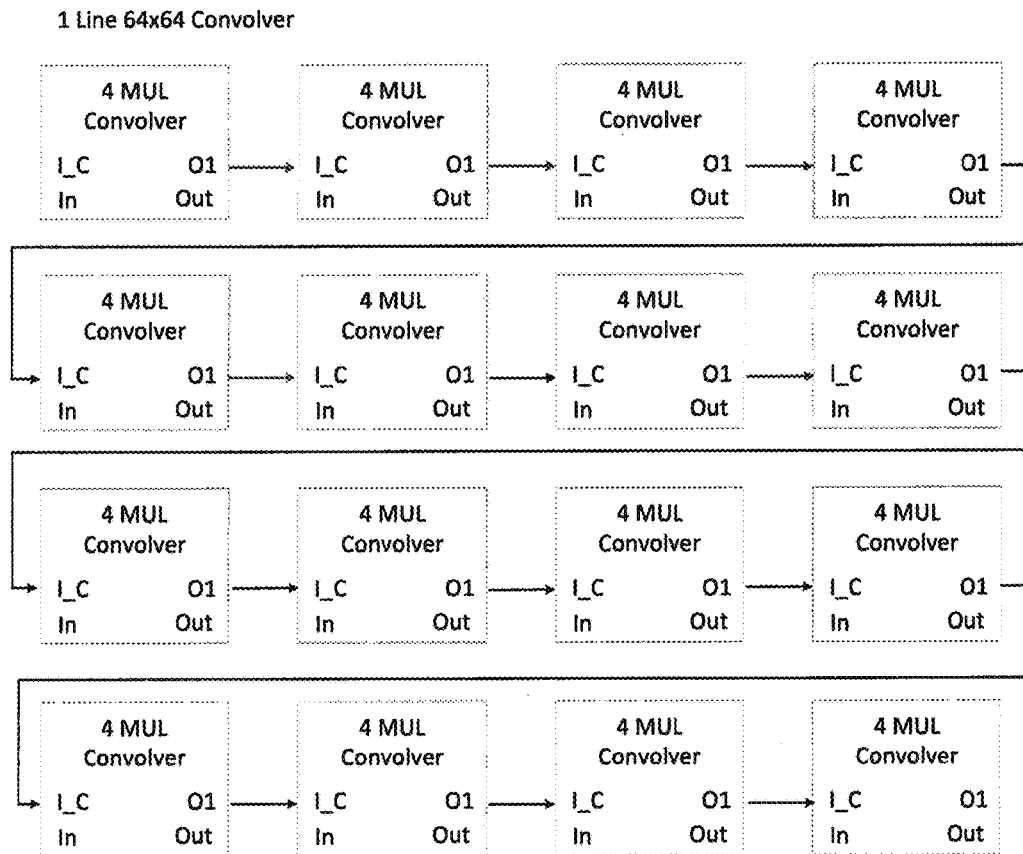 1 Line 64x64 Convolver
4 MUL 4 MUL 4 MUL 4 MUL
Convolver Convolver Convolver Convolver
I_C O1 I_C O1 I_C O1 I_C O1
In Out In Out In Out In Out
4 MUL 4 MUL 4 MUL 4 MUL
Convolver Convolver Convolver Convolver
I_C O1 I_C O1 I_C O1 I_C O1
In Out In Out In Out In Out
4 MUL 4 MUL 4 MUL 4 MUL
Convolver Convolver Convolver Convolver
I_C O1 I_C O1 I_C O1 I_C O1
In Out In Out In Out In Out
4 MUL 4 MUL 4 MUL 4 MUL
Convolver Convolver Convolver Convolver
I_C O1 I_C O1 I_C O1 I_C O1
In Out In Out In Out In Out